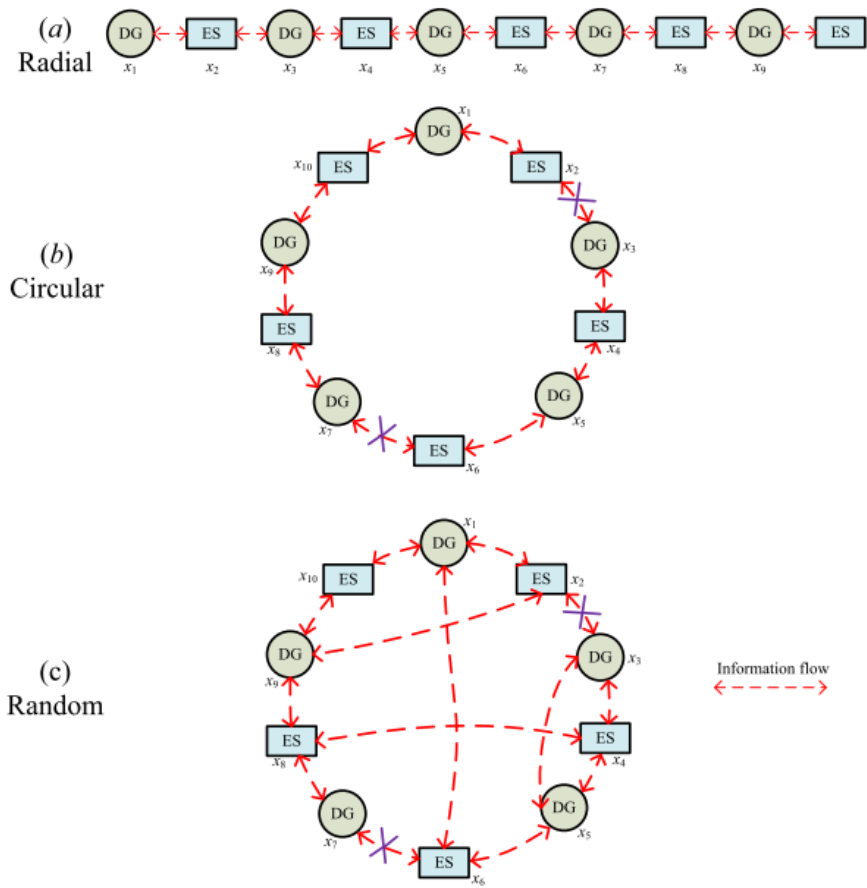 (a)
Radial
DG ES DG ES DG ES DG ES DG ES
x1 x2 x3 x4 x5 x6 x7 x8 x9
(b)
Circular
x1
DG
x10 ES ES x2
DG DG x3
x9
ES ES
x8 x4
DG DG
x7 x5
ES
x6
(c)
Random
x1
DG
x10 ES ES x2
DG DG x3
x9
Information flow
ES ES
x8 x4
DG DG
x7 x5
ES
x6